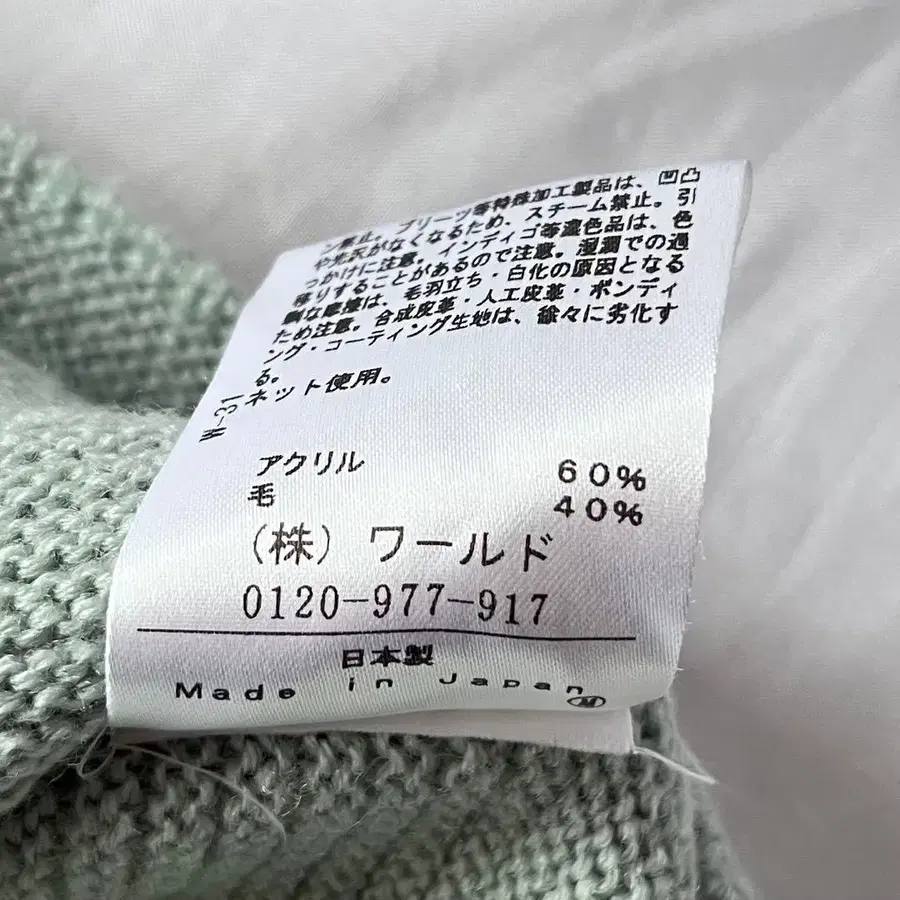 ン禁止。プリーツ等特殊加工製品は、凹凸
や光沢がなくなるため、スチーム禁止。引
っかけに注意。インディゴ等濃色品は、色
移りすることがあるので注意。湿潤での過
剰な摩擦は、毛羽立ち・白化の原因となる
ため注意。合成皮革・人工皮革・ボンディ
ング・コーティング生地は、徐々に劣化す
る。
ネット使用。
W-31
アクリル 60%
毛 40%
(株) ワールド
0120-977-917
日本製
Made in Japan
M